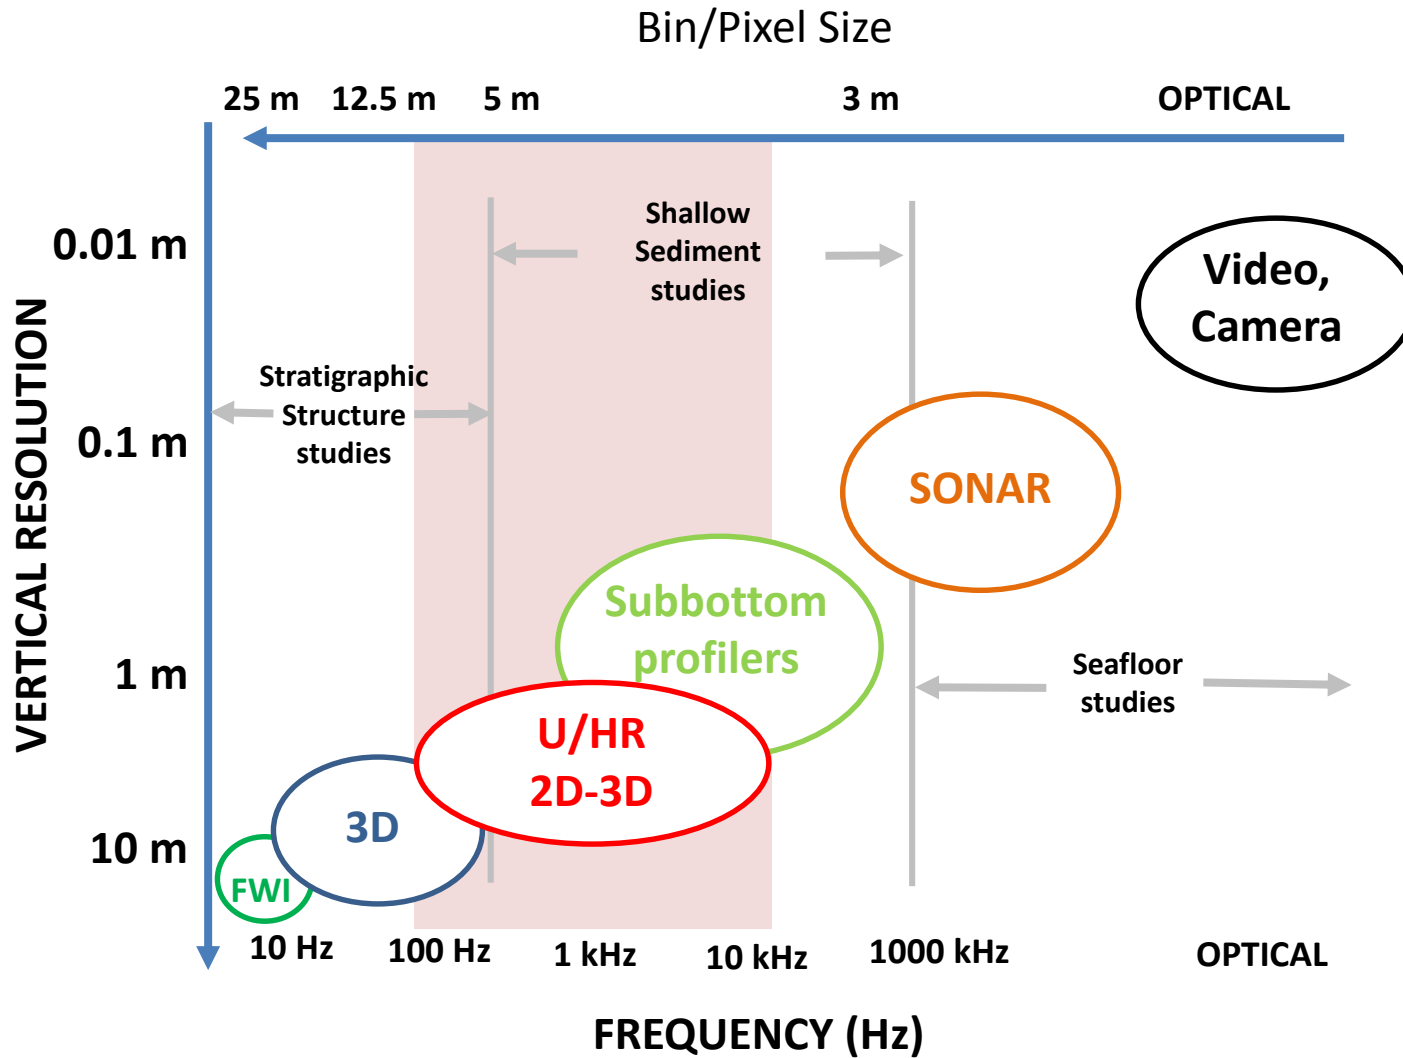 Bin/Pixel Size
25 m 12.5 m 5 m 3 m OPTICAL
VERTICAL RESOLUTION
0.01 m
0.1 m
1 m
10 m
Shallow
Sediment
studies
Video,
Camera
Stratigraphic
Structure
studies
SONAR
Subbottom
profilers
Seafloor
studies
U/HR
2D-3D
3D
FWI
10 Hz 100 Hz 1 kHz 10 kHz 1000 kHz OPTICAL
FREQUENCY (Hz)